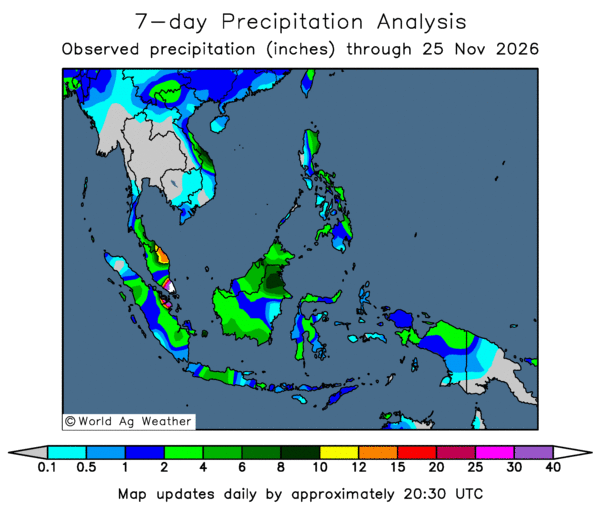 7-day Precipitation Analysis
Observed precipitation (inches) through 25 Nov 2026
©World Ag Weather
0.1 0.5 1 2 4 6 8 10 12 15 20 25 30 40
Map updates daily by approximately 20:30 UTC